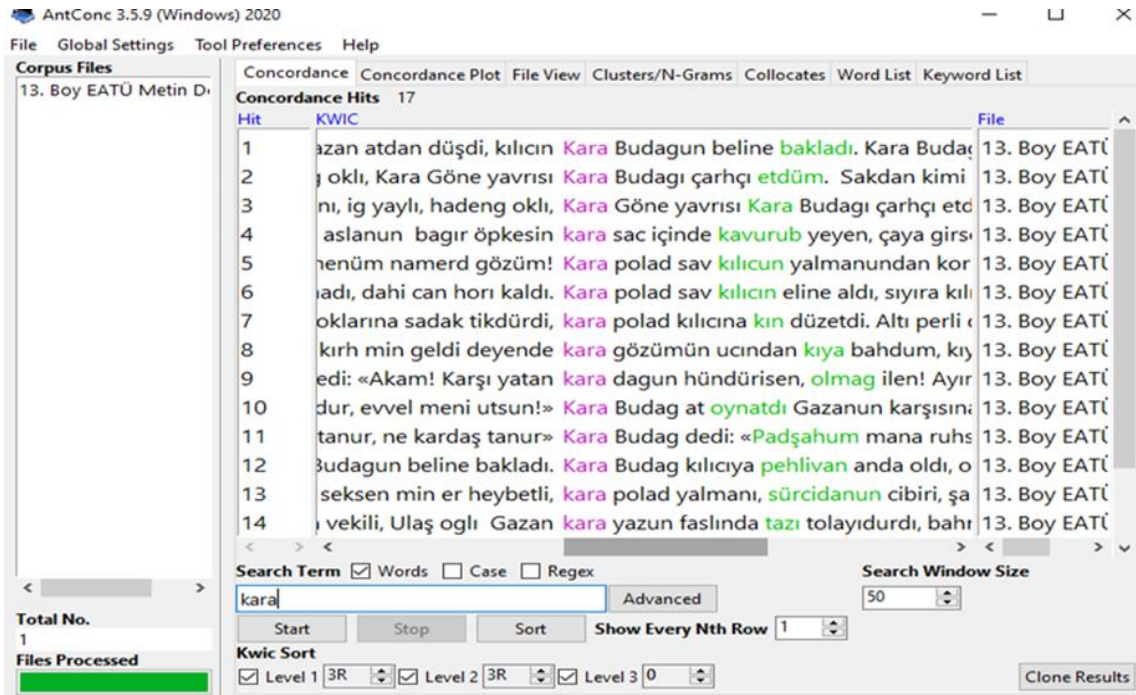 AntConc 3.5.9 (Windows) 2020
File Global Settings Tool Preferences Help
Corpus Files
13. Boy EATÜ Metin D
Concordance Concordance Plot File View Clusters/N-Grams Collocates Word List Keyword List
Concordance Hits 17
Hit KWIC File
1 azan atdan düşdi, kılıcın Kara Budagun beline bakladı. Kara Budag 13. Boy EATÜ
2 oklı, Kara Göne yavrısı Kara Budagı çarhçı etdüm. Sakdan kimi 13. Boy EATÜ
3 nı, ig yaylı, hadeng oklı, Kara Göne yavrısı Kara Budagı çarhçı etd 13. Boy EATÜ
4 aslanun bagır öpkesin kara sac içinde kavurub yeyen, çaya girs 13. Boy EATÜ
5 menüm namerd gözüm! Kara polad sav kılıcun yalmanundan kor 13. Boy EATÜ
6 adı, dahi can horı kaldı. Kara polad sav kılıcın eline aldı, sıyıra kılı 13. Boy EATÜ
7 oklarına sadak tikdürdi, kara polad kılıcına kın düzetdi. Altı perli 13. Boy EATÜ
8 kırh min geldi deyende kara gözümün ucından kıya bahdum, kıy 13. Boy EATÜ
9 edi: «Akam! Karşı yatan kara dagun hündürisen, olmag ilen! Ayır 13. Boy EATÜ
10 dur, evvel meni utsun!» Kara Budag at oynatdı Gazanun karşısına 13. Boy EATÜ
11 tanur, ne kardaş tanur» Kara Budag dedi: «Padşahum mana ruhs 13. Boy EATÜ
12 Budagun beline bakladı. Kara Budag kılıcıya pehlivan anda oldı, o 13. Boy EATÜ
13 seksen min er heybetli, kara polad yalmanı, sürcidanun cibiri, şa 13. Boy EATÜ
14 vekili, Ulaş oglı Gazan kara yazun faslında tazı tolayıdurdı, bahr 13. Boy EATÜ
Search Term Words Case Regex Search Window Size
kara Advanced 50
Total No.
1
Start Stop Sort Show Every Nth Row 1
Files Processed
Kwic Sort
Level 1 3R Level 2 3R Level 3 0 Clone Results